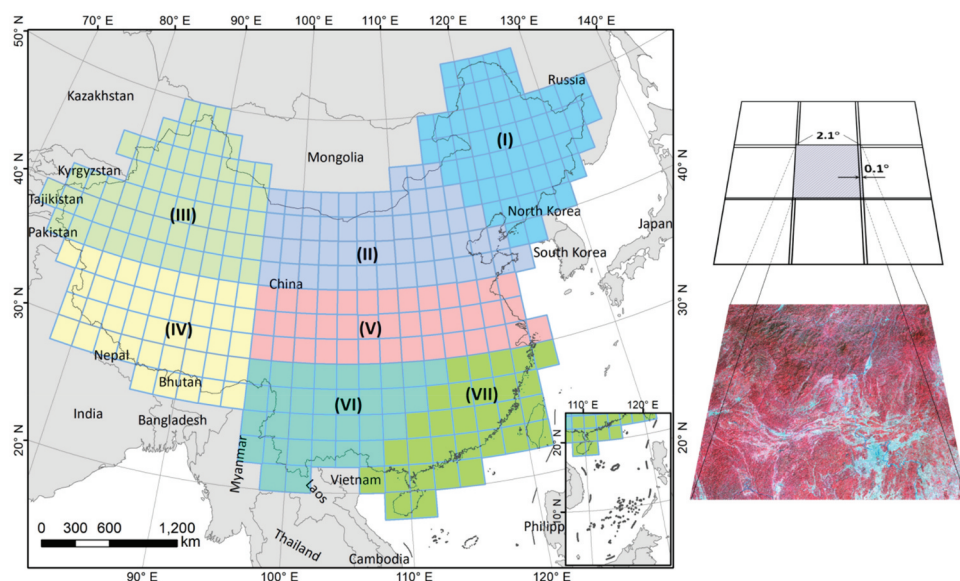 70° E 80° E 90° E 100° E 110° E 120° E 130° E 140° E
50° N
40° N
30° N
20° N
Kazakhstan
Russia
Mongolia
(I)
Kyrgyzstan
Tajikistan
Pakistan
(III)
North Korea
Japan
South Korea
(II)
China
(IV)
(V)
Nepal
Bhutan
(VI)
(VII)
India
Bangladesh
Myanmar
Vietnam
Laos
Thailand
Cambodia
Philipp
110° E 120° E
20° N
10° N
0 300 600 1,200
km
40° N
30° N
20° N
90° E 100° E 110° E 120° E
2.1°
0.1°